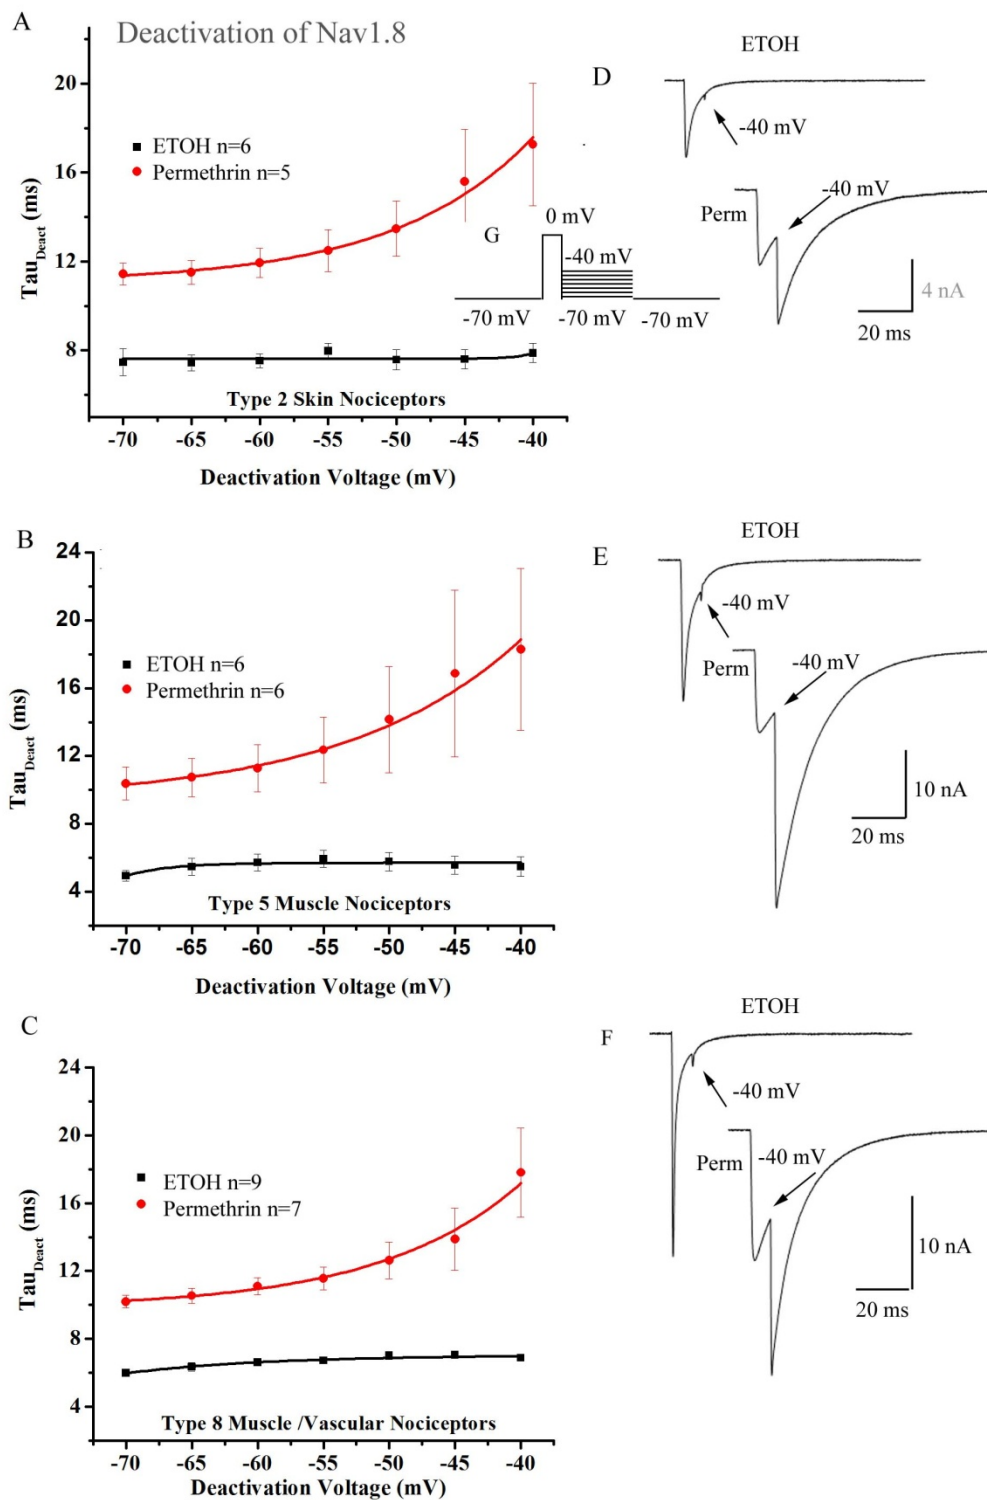 A
Deactivation of Nav1.8
20
16
12
8
Tau_Deact (ms)
ETOH n=6
Permethrin n=5
Type 2 Skin Nociceptors
-70 -65 -60 -55 -50 -45 -40
Deactivation Voltage (mV)
G
0 mV
-40 mV
-70 mV
-70 mV
-70 mV
D
ETOH
-40 mV
Perm
-40 mV
4 nA
20 ms
B
24
20
16
12
8
4
Tau_Deact (ms)
ETOH n=6
Permethrin n=6
Type 5 Muscle Nociceptors
-70 -65 -60 -55 -50 -45 -40
Deactivation Voltage (mV)
E
ETOH
-40 mV
Perm
-40 mV
10 nA
20 ms
C
24
20
16
12
8
4
Tau_Deact (ms)
ETOH n=9
Permethrin n=7
Type 8 Muscle /Vascular Nociceptors
-70 -65 -60 -55 -50 -45 -40
Deactivation Voltage (mV)
F
ETOH
-40 mV
Perm
-40 mV
10 nA
20 ms